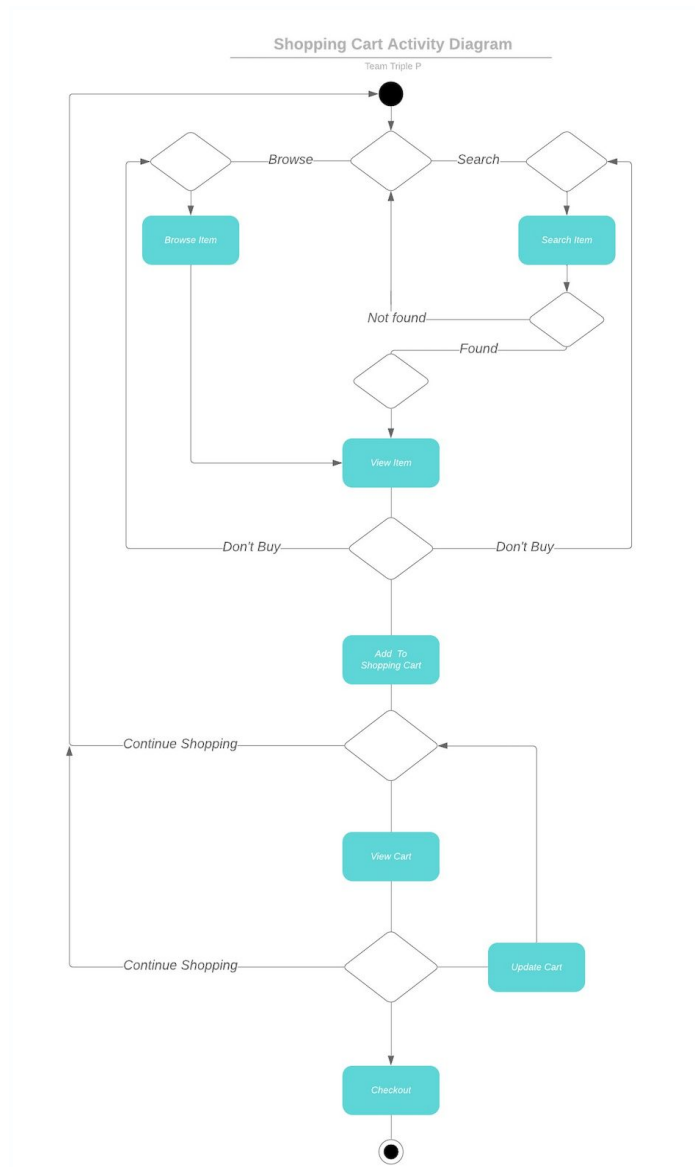 Shopping Cart Activity Diagram
Team Triple P
Browse
Search
Browse Item
Search Item
Not found
Found
View Item
Don't Buy
Don't Buy
Add To
Shopping Cart
Continue Shopping
View Cart
Continue Shopping
Update Cart
Checkout